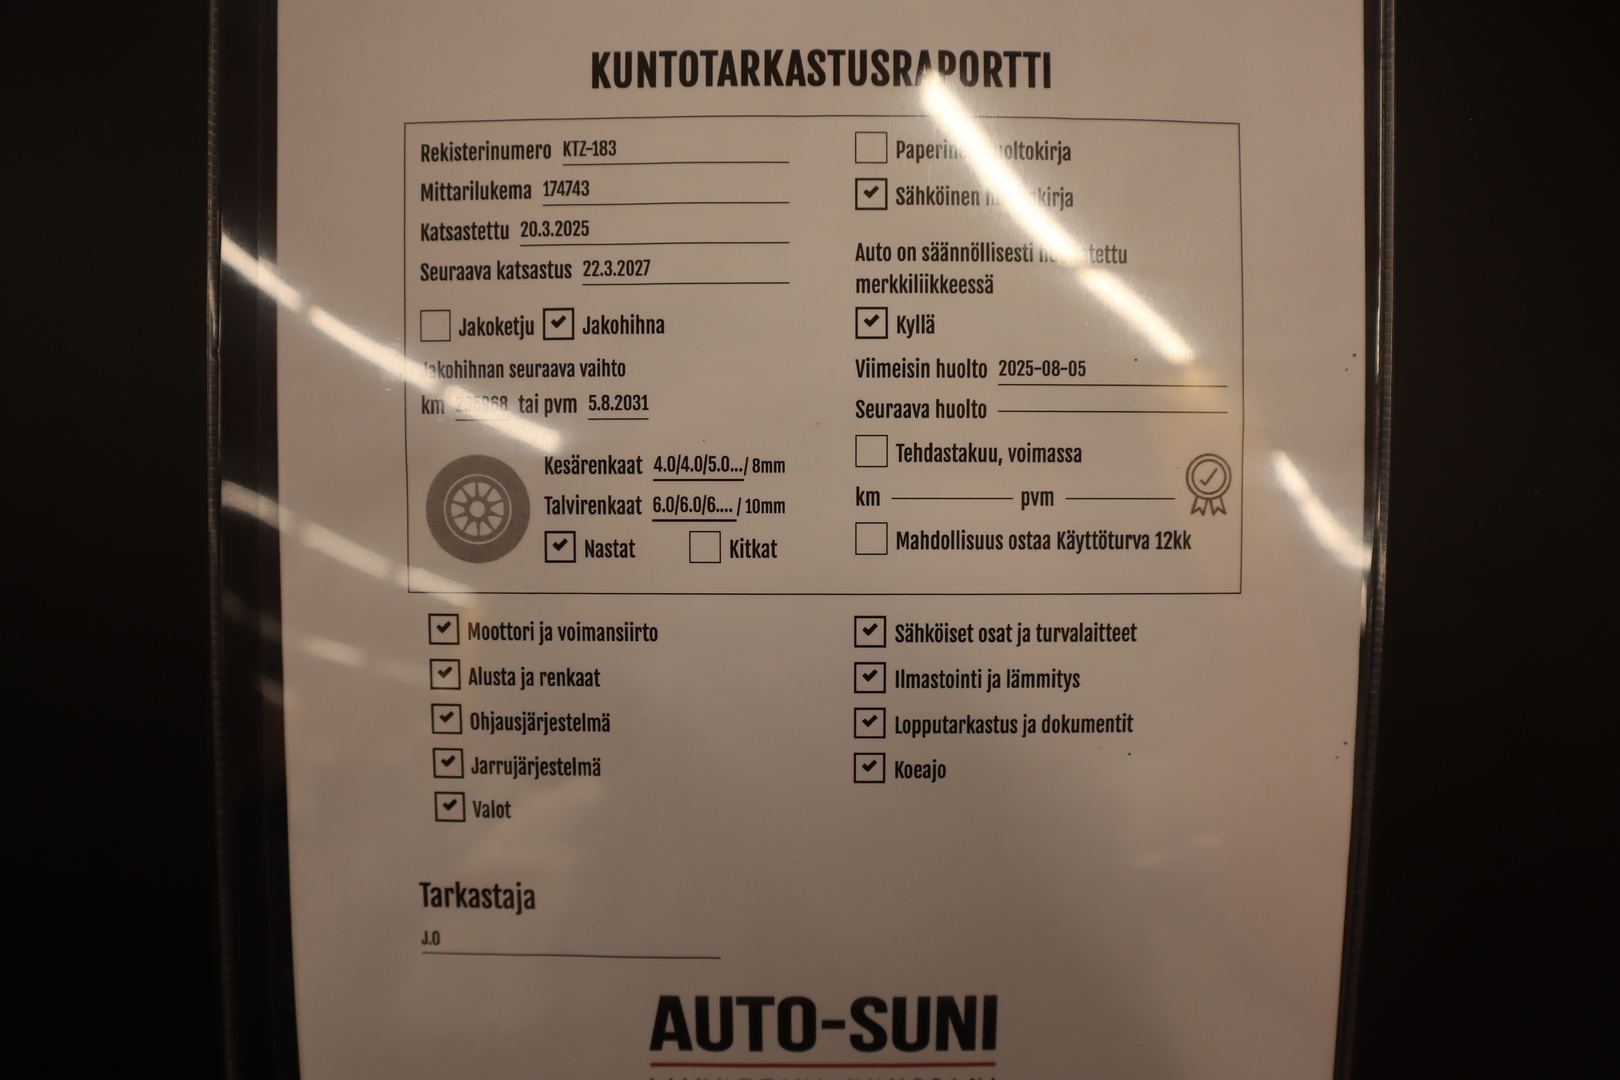 KUNTOTARKASTUSRAPORTTI
Rekisterinumero KTZ-183
Mittarilukema 174743
Katsastettu 20.3.2025
Seuraava katsastus 22.3.2027
Jakoketju Jakohihna
Jakohihnan seuraava vaihto
km tai pvm 5.8.2031
Kesärenkaat 4.0/4.0/5.0.../ 8mm
Talvirenkaat 6.0/6.0/6.... / 10mm
Nastat Kitkat
Paperinen huoltokirja
Sähköinen huoltokirja
Auto on säännöllisesti huollatettu
merkkiliikkeessä
Kyllä
Viimeisin huolto 2025-08-05
Seuraava huolto
Tehdastakuu, voimassa
km pvm
Mahdollisuus ostaa Käyttöturva 12kk
Moottori ja voimansiirto
Alusta ja renkaat
Ohjausjärjestelmä
Jarrujärjestelmä
Valot
Sähköiset osat ja turvalaitteet
Ilmastointi ja lämmitys
Lopputarkastus ja dokumentit
Koeajo
Tarkastaja
J.O
AUTO-SUNI